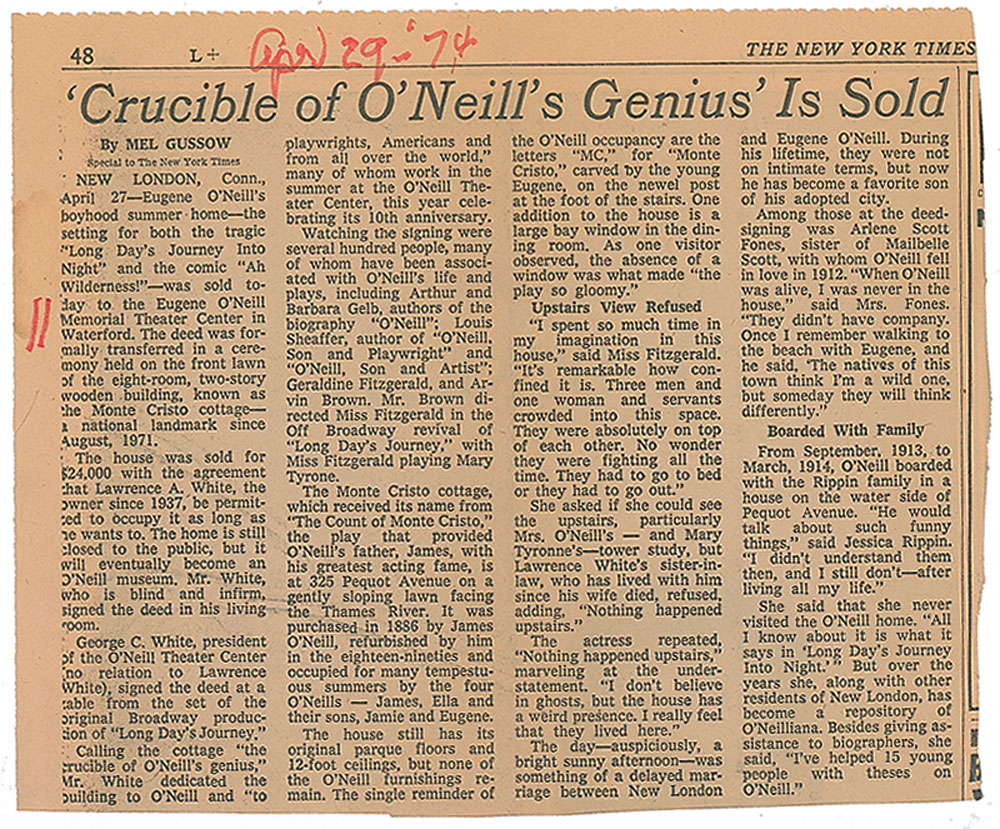 48
L+
Apr 29-'74
THE NEW YORK TIMES
'Crucible of O'Neill's Genius' Is Sold
By MEL GUSSOW
Special to The New York Times
NEW LONDON, Conn.,
April 27—Eugene O'Neill's
boyhood summer home—the
setting for both the tragic
"Long Day's Journey Into
Night" and the comic "Ah
Wilderness!"—was sold to-
day to the Eugene O'Neill
Memorial Theater Center in
Waterford. The deed was for-
mally transferred in a cere-
mony held on the front lawn
of the eight-room, two-story
wooden building, known as
the Monte Cristo cottage—
a national landmark since
August, 1971.
The house was sold for
$24,000 with the agreement
that Lawrence A. White, the
owner since 1937, be permit-
ted to occupy it as long as
he wants to. The home is still
closed to the public, but it
will eventually become an
O'Neill museum. Mr. White,
who is blind and infirm,
signed the deed in his living
room.
George C. White, president
of the O'Neill Theater Center
(no relation to Lawrence
White), signed the deed at a
table from the set of the
original Broadway produc-
tion of "Long Day's Journey."
Calling the cottage "the
crucible of O'Neill's genius,"
Mr. White dedicated the
building to O'Neill and "to
playwrights, Americans and
from all over the world,"
many of whom work in the
summer at the O'Neill The-
ater Center, this year cele-
brating its 10th anniversary.
Watching the signing were
several hundred people, many
of whom have been associ-
ated with O'Neill's life and
plays, including Arthur and
Barbara Gelb, authors of the
biography "O'Neill"; Louis
Sheaffer, author of "O'Neill,
Son and Playwright" and
"O'Neill, Son and Artist";
Geraldine Fitzgerald, and Ar-
vin Brown. Mr. Brown di-
rected Miss Fitzgerald in the
Off Broadway revival of
"Long Day's Journey," with
Miss Fitzgerald playing Mary
Tyrone.
The Monte Cristo cottage,
which received its name from
"The Count of Monte Cristo,"
the play that provided
O'Neill's father, James, with
his greatest acting fame, is
at 325 Pequot Avenue on a
gently sloping lawn facing
the Thames River. It was
purchased in 1886 by James
O'Neill, refurbished by him
in the eighteen-nineties and
occupied for many tempestu-
ous summers by the four
O'Neills — James, Ella and
their sons, Jamie and Eugene.
The house still has its
original parque floors and
12-foot ceilings, but none of
the O'Neill furnishings re-
main. The single reminder of
the O'Neill occupancy are the
letters "MC," for "Monte
Cristo," carved by the young
Eugene, on the newel post
at the foot of the stairs. One
addition to the house is a
large bay window in the din-
ing room. As one visitor
observed, the absence of a
window was what made "the
play so gloomy."
Upstairs View Refused
"I spent so much time in
my imagination in this
house," said Miss Fitzgerald.
"It's remarkable how con-
fined it is. Three men and
one woman and servants
crowded into this space.
They were absolutely on top
of each other. No wonder
they were fighting all the
time. They had to go to bed
or they had to go out."
She asked if she could see
the upstairs, particularly
Mrs. O'Neill's — and Mary
Tyronne's—tower study, but
Lawrence White's sister-in-
law, who has lived with him
since his wife died, refused,
adding, "Nothing happened
upstairs."
The actress repeated,
"Nothing happened upstairs,"
marveling at the under-
statement. "I don't believe
in ghosts, but the house has
a weird presence. I really feel
that they lived here."
The day—auspiciously, a
bright sunny afternoon—was
something of a delayed mar-
riage between New London
and Eugene O'Neill. During
his lifetime, they were not
on intimate terms, but now
he has become a favorite son
of his adopted city.
Among those at the deed-
signing was Arlene Scott
Fones, sister of Mailbelle
Scott, with whom O'Neill fell
in love in 1912. "When O'Neill
was alive, I was never in the
house," said Mrs. Fones.
"They didn't have company.
Once I remember walking to
the beach with Eugene, and
he said, 'The natives of this
town think I'm a wild one,
but someday they will think
differently."
Boarded With Family
From September, 1913, to
March, 1914, O'Neill boarded
with the Rippin family in a
house on the water side of
Pequot Avenue. "He would
talk about such funny
things," said Jessica Rippin.
"I didn't understand them
then, and I still don't—after
living all my life."
She said that she never
visited the O'Neill home. "All
I know about it is what it
says in 'Long Day's Journey
Into Night.'" But over the
years she, along with other
residents of New London, has
become a repository of
O'Neilliana. Besides giving as-
sistance to biographers, she
said, "I've helped 15 young
people with theses on
O'Neill."